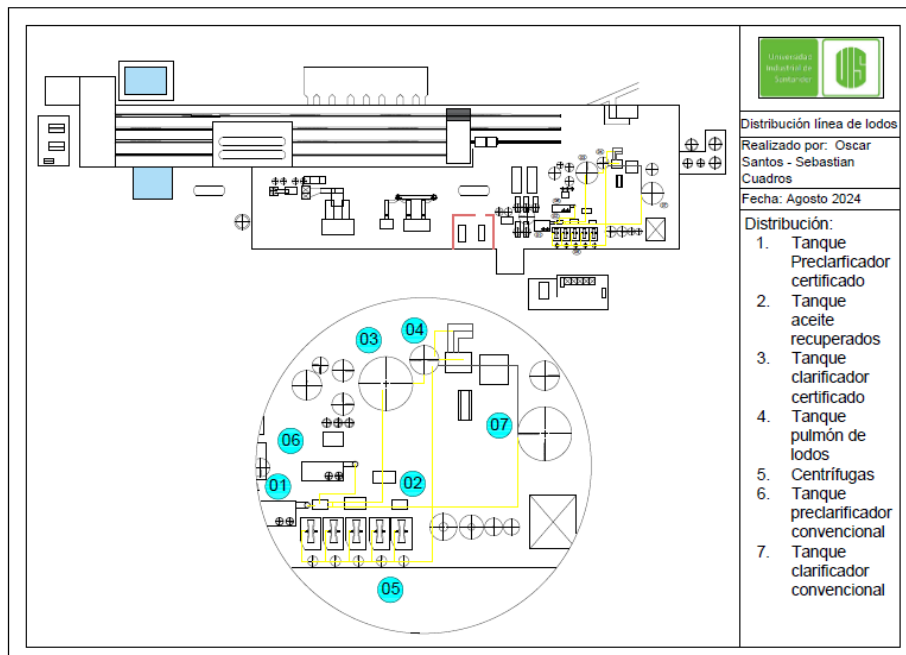 Universidad
Industrial de
Santander
UIS
Distribución línea de lodos
Realizado por: Oscar
Santos - Sebastian
Cuadros
Fecha: Agosto 2024
Distribución:
1. Tanque
Preclarficador
certificado
2. Tanque
aceite
recuperados
3. Tanque
clarificador
certificado
4. Tanque
pulmón de
lodos
5. Centrífugas
6. Tanque
preclarificador
convencional
7. Tanque
clarificador
convencional
03
04
07
06
01
02
05